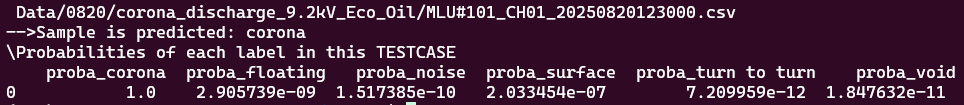 Data/0820/corona_discharge_9.2kV_Eco_Oil/MLU#101_CH01_20250820123000.csv
-->Sample is predicted: corona
\Probabilities of each label in this TESTCASE
proba_corona proba_floating proba_noise proba_surface proba_turn to turn proba_void
0 1.0 2.905739e-09 1.517385e-10 2.033454e-07 7.209959e-12 1.847632e-11